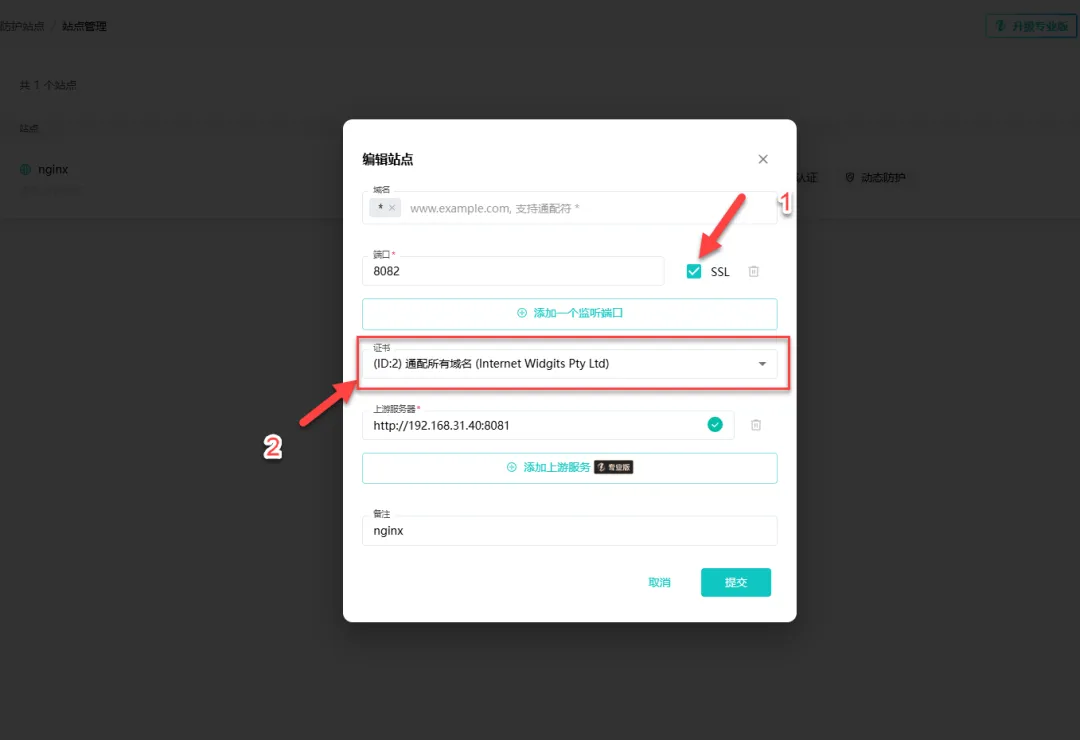 防护站点 / 站点管理
升级专业版
共 1 个站点
站点
nginx
认证
动态防护
编辑站点
域名
*
www.example.com, 支持通配符 *
1
端口*
8082
SSL
添加一个监听端口
证书
(ID:2) 通配所有域名 (Internet Widgits Pty Ltd)
2
上游服务器*
http://192.168.31.40:8081
添加上游服务 专业版
备注
nginx
取消
提交